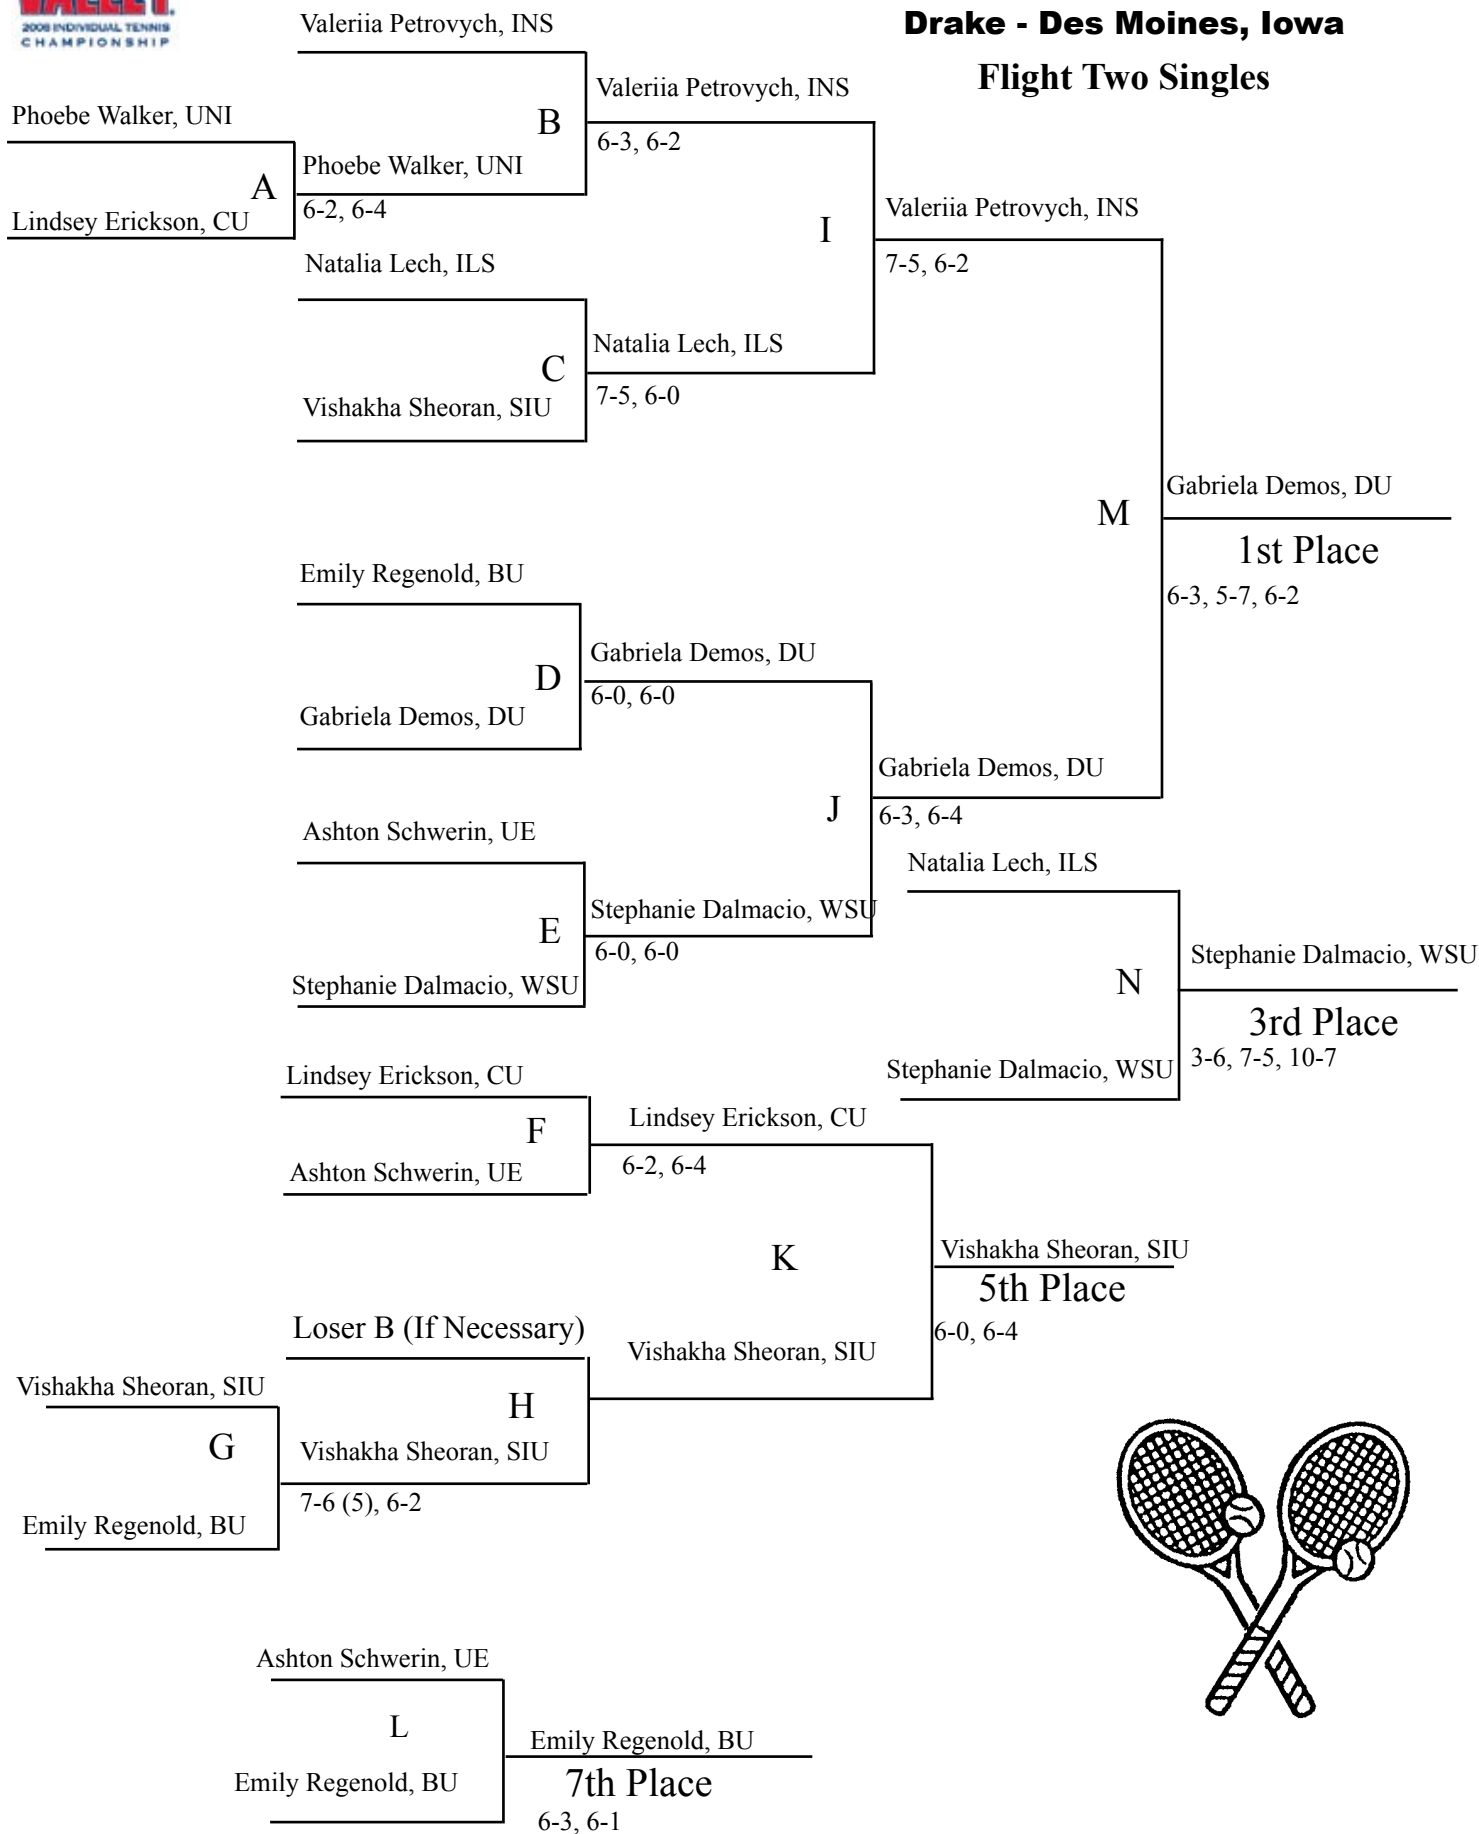 VALLEY.
2008 INDIVIDUAL TENNIS
CHAMPIONSHIP
Drake - Des Moines, Iowa
Flight Two Singles
Valeriia Petrovych, INS
Phoebe Walker, UNI
A
Lindsey Erickson, CU
B
Phoebe Walker, UNI
6-2, 6-4
Valeriia Petrovych, INS
6-3, 6-2
Natalia Lech, ILS
C
Vishakha Sheoran, SIU
Natalia Lech, ILS
7-5, 6-0
I
Valeriia Petrovych, INS
7-5, 6-2
M
Gabriela Demos, DU
1st Place
6-3, 5-7, 6-2
Emily Regenold, BU
D
Gabriela Demos, DU
Gabriela Demos, DU
6-0, 6-0
J
Gabriela Demos, DU
6-3, 6-4
Ashton Schwerin, UE
E
Stephanie Dalmacio, WSU
Stephanie Dalmacio, WSU
6-0, 6-0
Natalia Lech, ILS
N
Stephanie Dalmacio, WSU
Stephanie Dalmacio, WSU
3rd Place
3-6, 7-5, 10-7
Lindsey Erickson, CU
F
Ashton Schwerin, UE
Lindsey Erickson, CU
6-2, 6-4
K
Vishakha Sheoran, SIU
5th Place
6-0, 6-4
Loser B (If Necessary)
H
Vishakha Sheoran, SIU
Vishakha Sheoran, SIU
G
Emily Regenold, BU
Vishakha Sheoran, SIU
7-6 (5), 6-2
Ashton Schwerin, UE
L
Emily Regenold, BU
Emily Regenold, BU
7th Place
6-3, 6-1